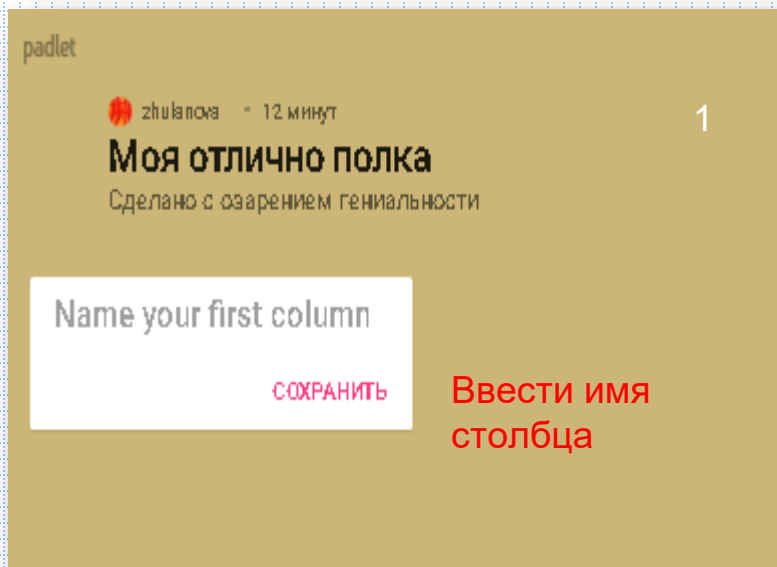 padlet
zhulanova - 12 минут
1
Моя отлично полка
Сделано с озарением гениальности
Name your first column
СОХРАНИТЬ
Ввести имя
столбца